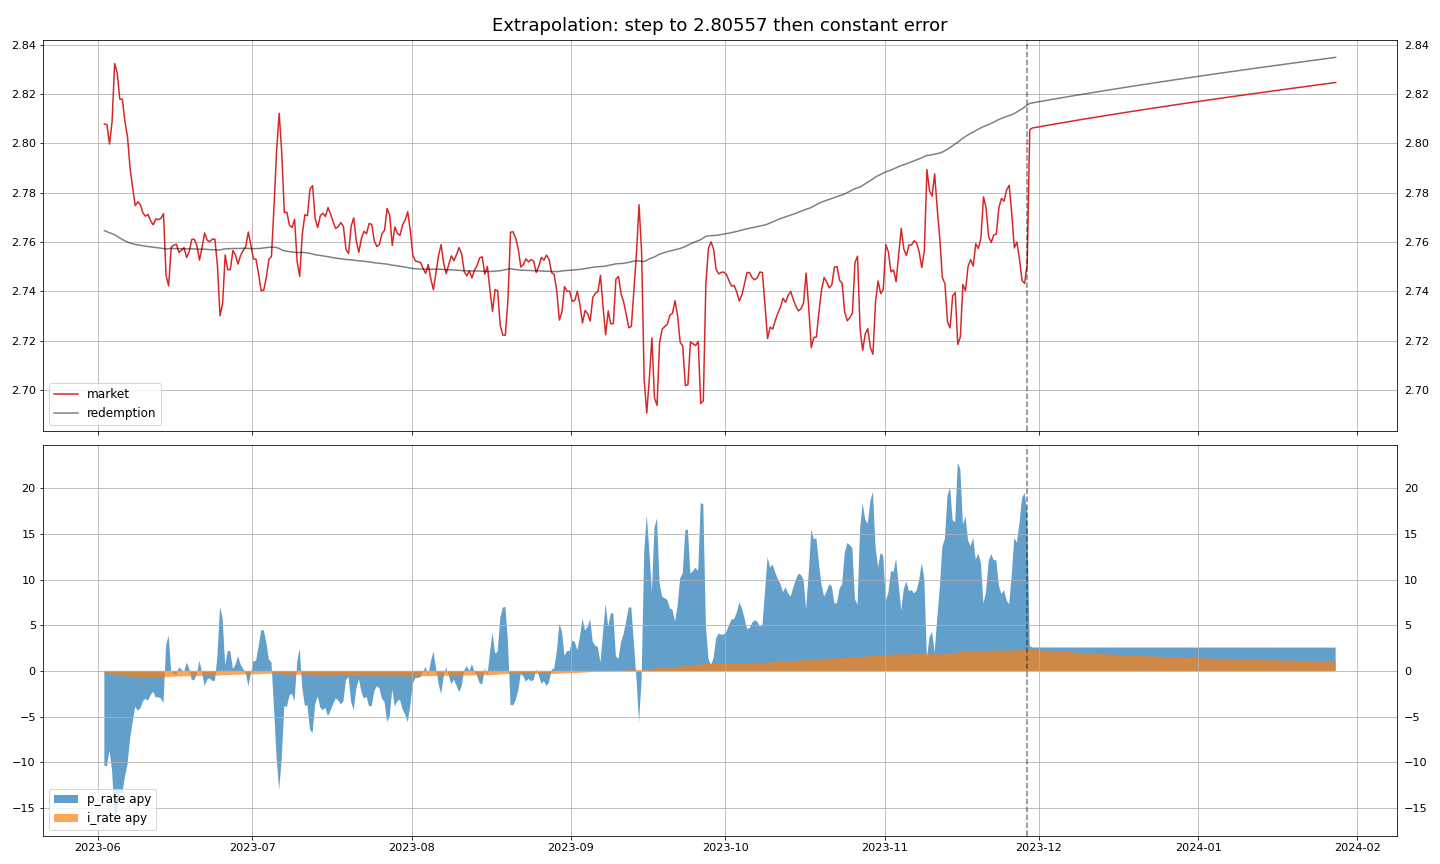 Extrapolation: step to 2.80557 then constant error
2.84 2.84
2.82 2.82
2.80 2.80
2.78 2.78
2.76 2.76
2.74 2.74
2.72 2.72
2.70 2.70
market
redemption
20 20
15 15
10 10
5 5
0 0
−5 −5
−10 −10
−15 −15
p_rate apy
i_rate apy
2023-06 2023-07 2023-08 2023-09 2023-10 2023-11 2023-12 2024-01 2024-02